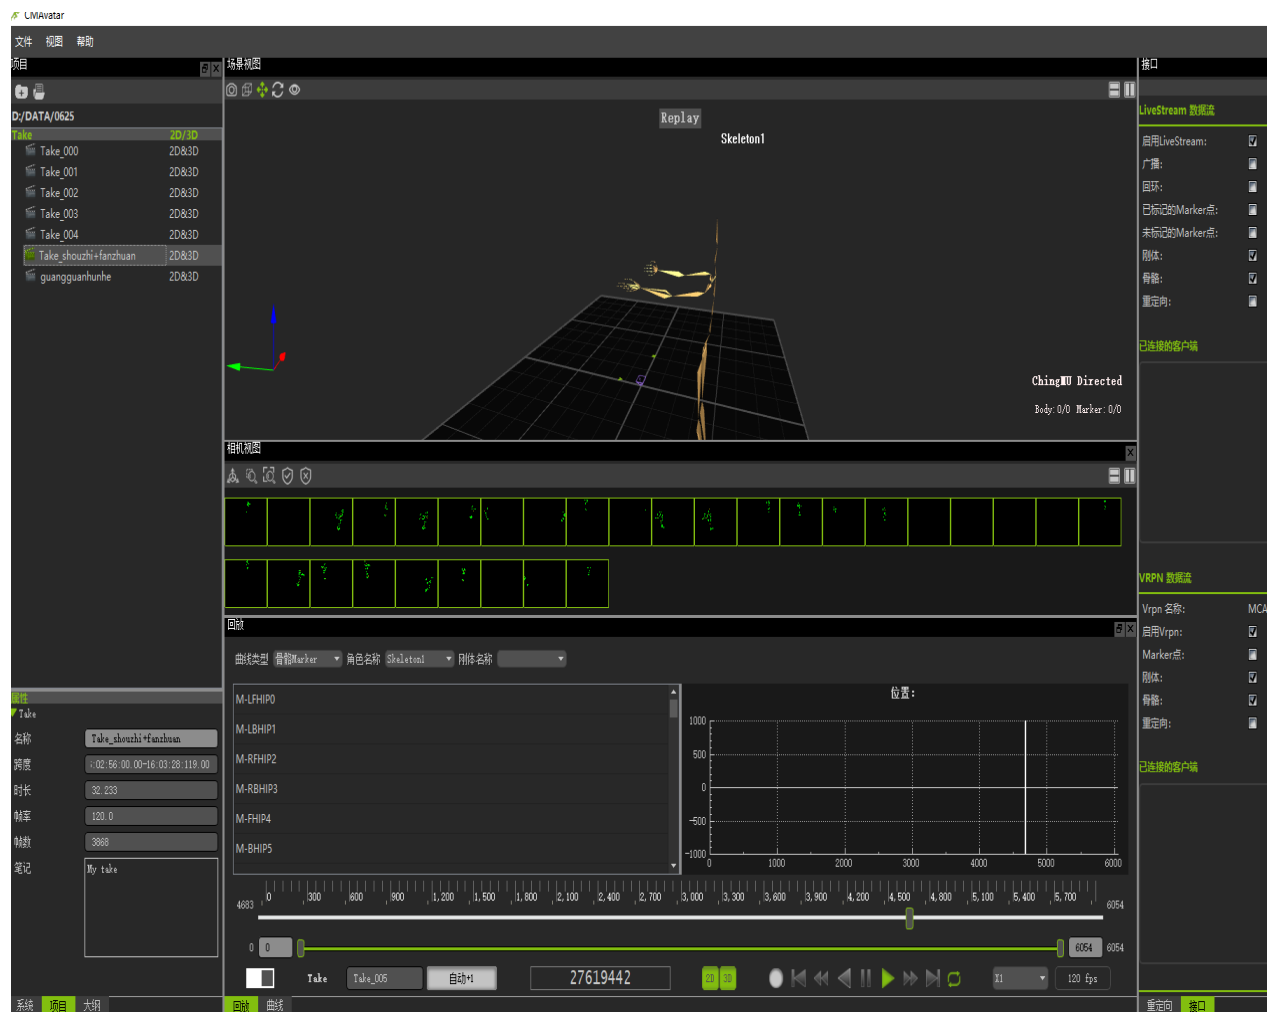 CMAvatar
文件 视图 帮助
项目
D:/DATA/0625
Take 2D/3D
Take_000 2D&3D
Take_001 2D&3D
Take_002 2D&3D
Take_003 2D&3D
Take_004 2D&3D
Take_shouzhi+fanzhuan 2D&3D
guangguanhunhe 2D&3D
属性
Take
名称 Take_shouzhi+fanzhuan
跨度 :02:56:00.00-16:03:28:119.00
时长 32.233
帧率 120.0
帧数 3868
笔记 My take
系统 项目 大纲
场景视图
Replay
Skeleton1
ChingMU Directed
Body:0/0 Marker:0/0
相机视图
回放
曲线类型 骨骼Marker 角色名称 Skeleton1 刚体名称
M-LFHIP0
M-LBHIP1
M-RFHIP2
M-RBHIP3
M-FHIP4
M-BHIP5
位置:
1000
500
0
-500
-1000
0 1000 2000 3000 4000 5000 6000
4683 0 300 600 900 1,200 1,500 1,800 2,100 2,400 2,700 3,000 3,300 3,600 3,900 4,200 4,500 4,800 5,100 5,400 5,700 6054
0 0 6054 6054
Take Take_005 自动+1 27619442 2D 3D X1 120 fps
回放 曲线
接口
LiveStream 数据流
启用LiveStream:
广播:
回环:
已标记的Marker点:
未标记的Marker点:
刚体:
骨骼:
重定向:
已连接的客户端
VRPN 数据流
Vrpn 名称: MCA
启用Vrpn:
Marker点:
刚体:
骨骼:
重定向:
已连接的客户端
重定向 接口